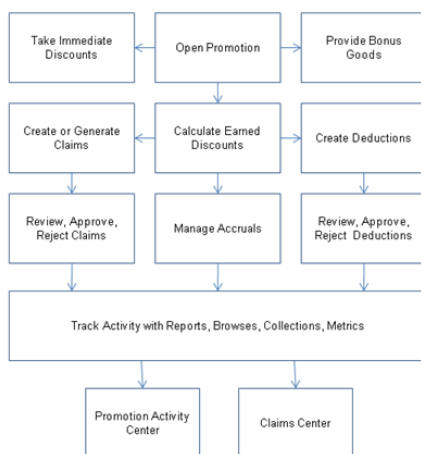 Take Immediate
Discounts
Open Promotion
Provide Bonus
Goods
Create or Generate
Claims
Calculate Earned
Discounts
Create Deductions
Review, Approve,
Reject Claims
Manage Accruals
Review, Approve,
Reject Deductions
Track Activity with Reports, Browses, Collections, Metrics
Promotion Activity
Center
Claims Center